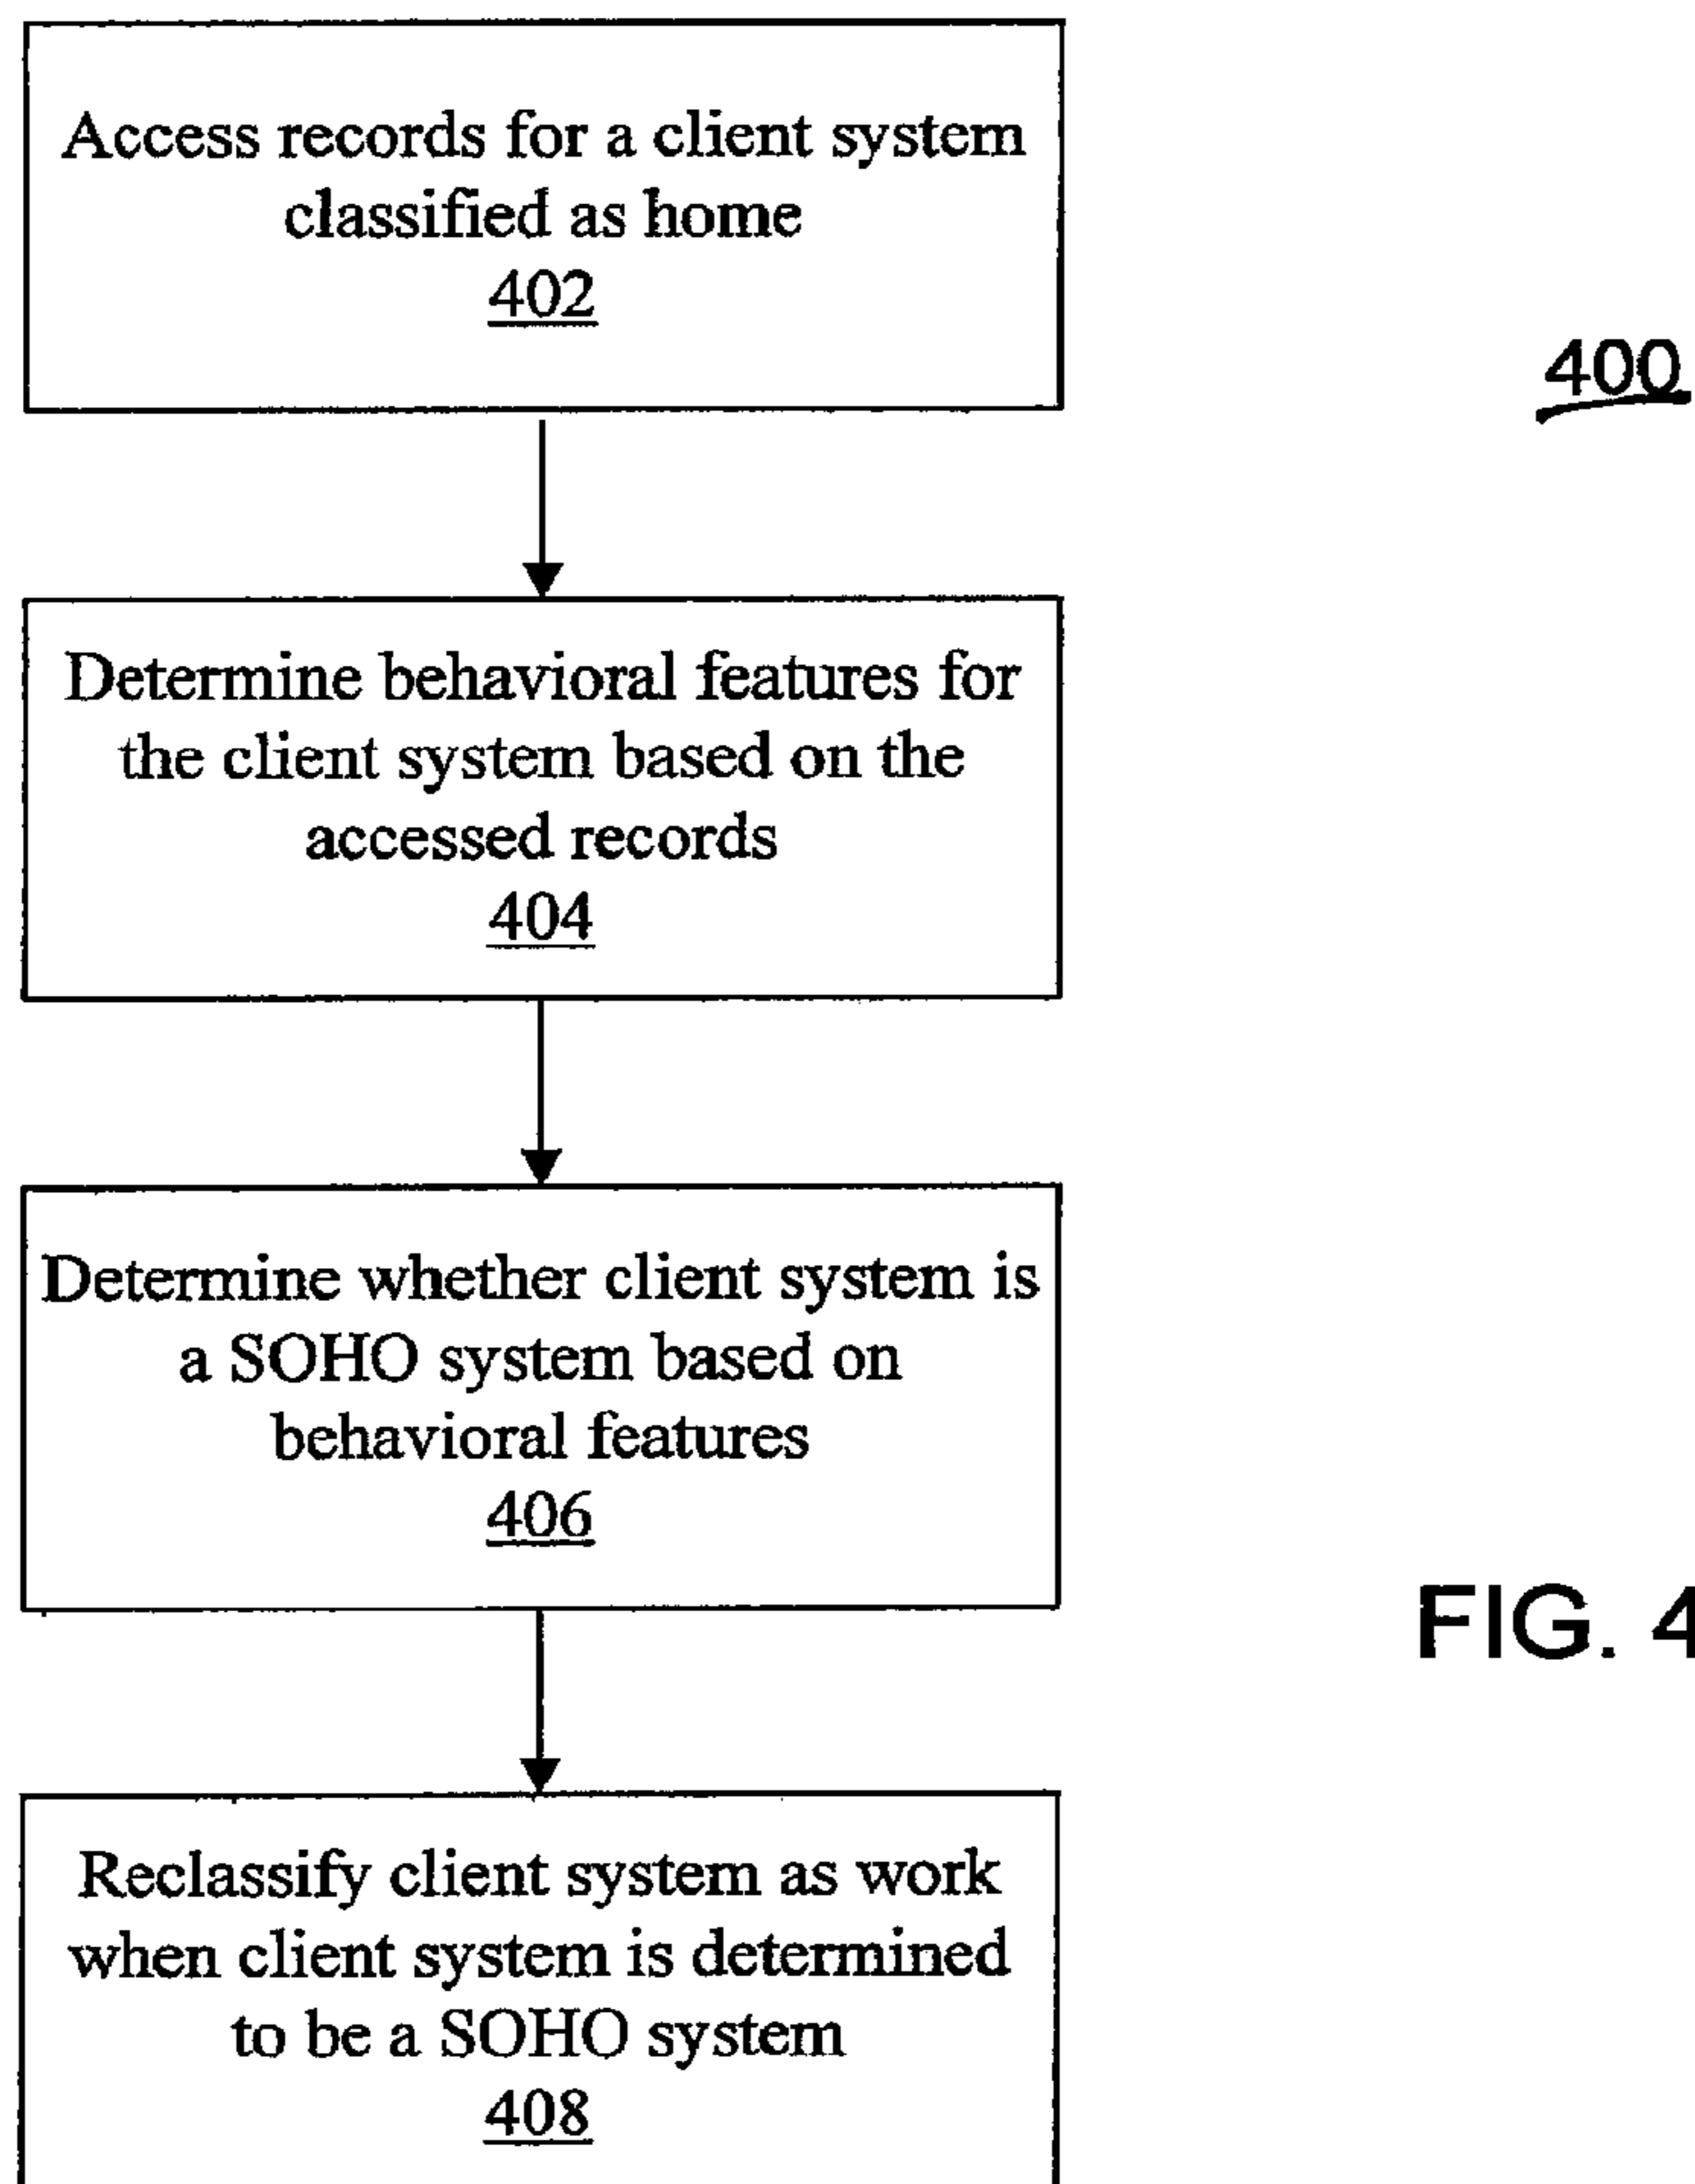 Access records for a client system
classified as home
402
400
Determine behavioral features for
the client system based on the
accessed records
404
Determine whether client system is
a SOHO system based on
behavioral features
406
FIG. 4
Reclassify client system as work
when client system is determined
to be a SOHO system
408